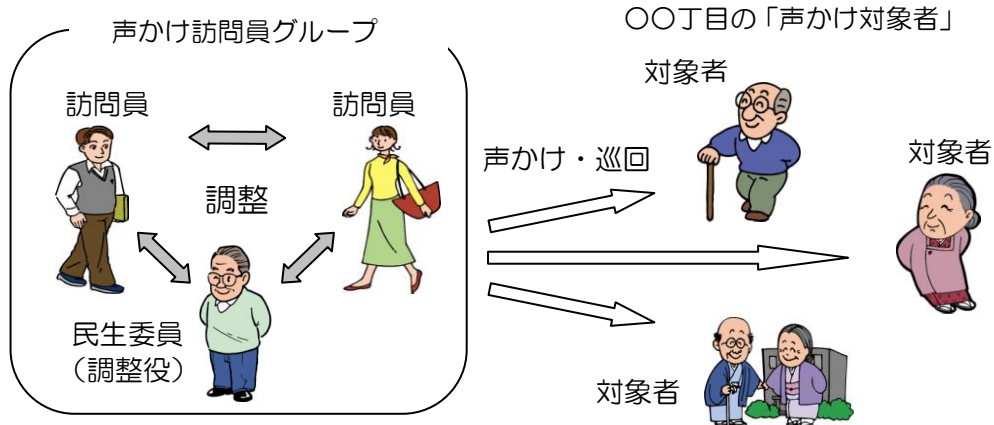 声かけ訪問員グループ
訪問員
訪問員
調整
民生委員
（調整役）
声かけ・巡回
〇〇丁目の「声かけ対象者」
対象者
対象者
対象者